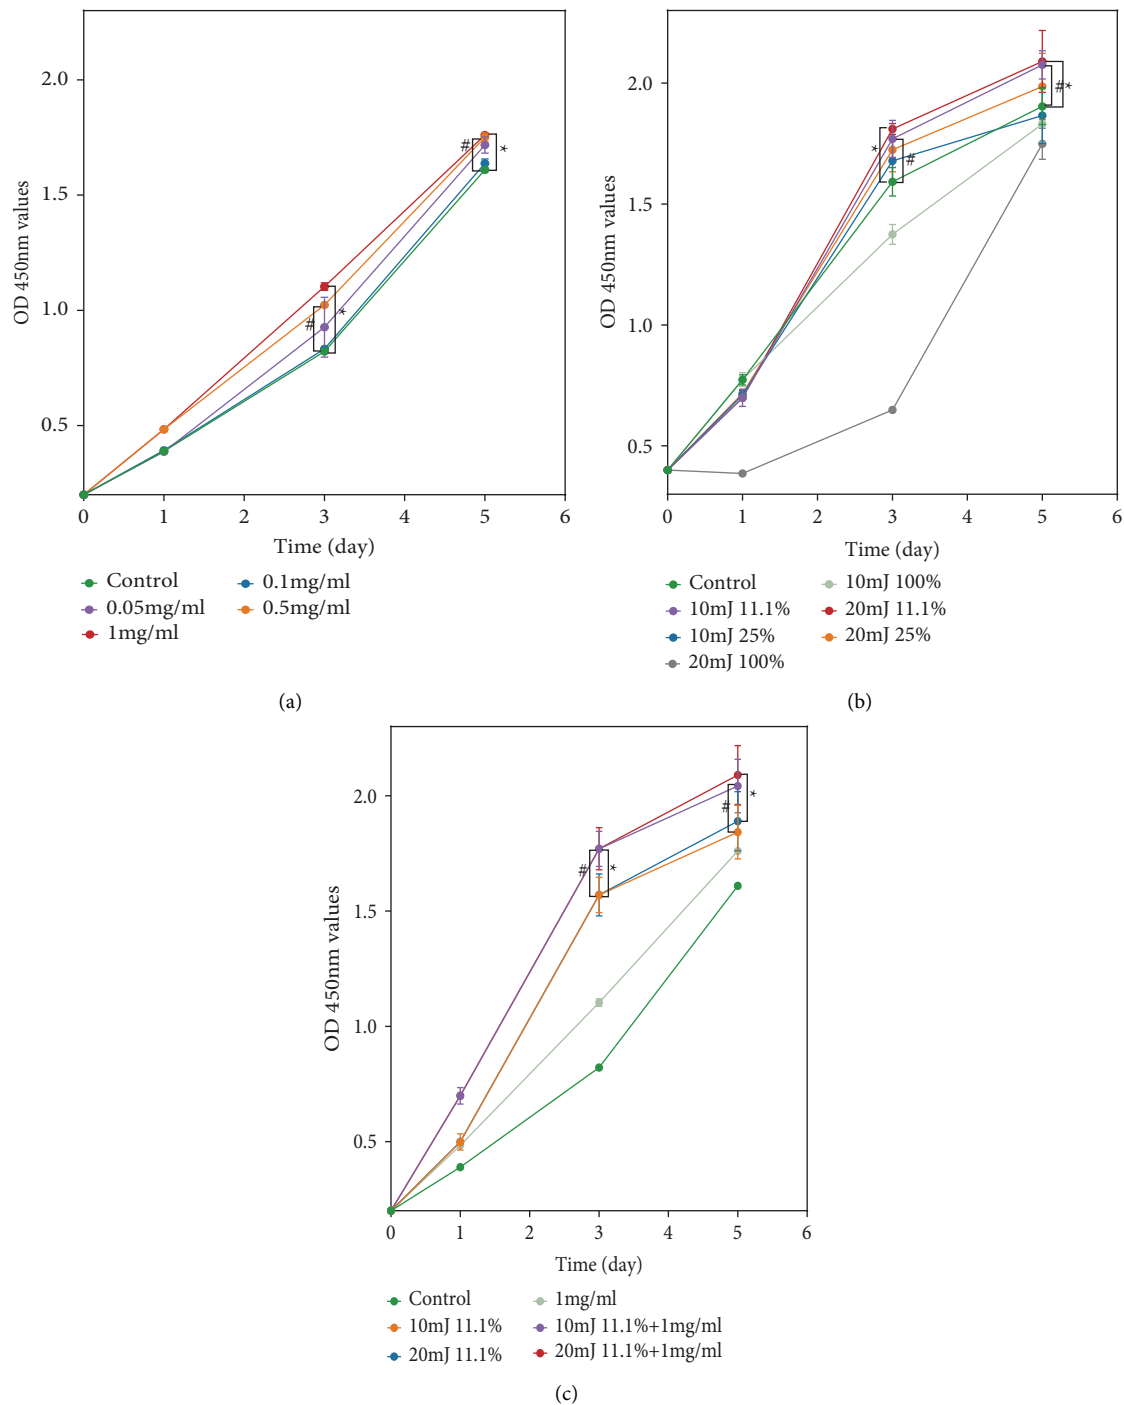 2.0
1.5
1.0
0.5
OD 450nm values
# *
# *
0 1 2 3 4 5 6
Time (day)
Control 0.1mg/ml
0.05mg/ml 0.5mg/ml
1mg/ml
(a)
2.0
1.5
1.0
0.5
OD 450nm values
* #
# *
0 1 2 3 4 5 6
Time (day)
Control 10mJ 100%
10mJ 11.1% 20mJ 11.1%
10mJ 25% 20mJ 25%
20mJ 100%
(b)
2.0
1.5
1.0
0.5
OD 450nm values
# *
# *
0 1 2 3 4 5 6
Time (day)
Control 1mg/ml
10mJ 11.1% 10mJ 11.1%+1mg/ml
20mJ 11.1% 20mJ 11.1%+1mg/ml
(c)